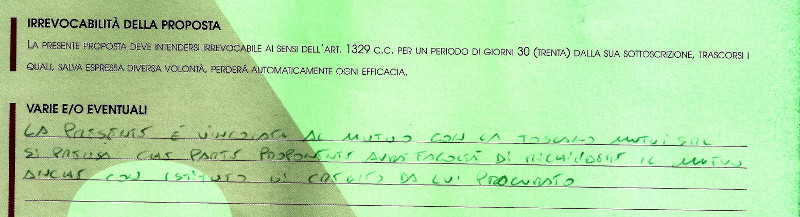 IRREVOCABILITÀ DELLA PROPOSTA
LA PRESENTE PROPOSTA DEVE INTENDERSI IRREVOCABILE AI SENSI DELL'ART. 1329 C.C. PER UN PERIODO DI GIORNI 30 (TRENTA) DALLA SUA SOTTOSCRIZIONE, TRASCORSI I
QUALI, SALVA ESPRESSA DIVERSA VOLONTÀ, PERDERÀ AUTOMATICAMENTE OGNI EFFICACIA.
VARIE E/O EVENTUALI
LA PRESENTE È VINCOLATA AL MUTUO CON LA TOSCANO MUTUI
SI PRECISA CHE PARTE PROPONENTE AVRÀ FACOLTÀ DI RICHIEDERE IL MUTUO
ANCHE CON ISTITUTO DI CREDITO DA LUI PROCURATO